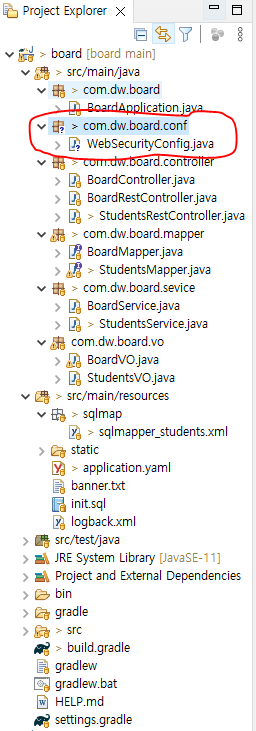 Project Explorer
> board [board main]
> src/main/java
> com.dw.board
BoardApplication.java
> com.dw.board.conf
WebSecurityConfig.java
> com.dw.board.controller
BoardController.java
BoardRestController.java
> StudentsRestController.java
> com.dw.board.mapper
BoardMapper.java
> StudentsMapper.java
> com.dw.board.sevice
BoardService.java
> StudentsService.java
com.dw.board.vo
BoardVO.java
StudentsVO.java
> src/main/resources
> sqlmap
> sqlmapper_students.xml
> static
> application.yaml
banner.txt
init.sql
logback.xml
src/test/java
JRE System Library [JavaSE-11]
Project and External Dependencies
bin
gradle
> src
> build.gradle
gradlew
gradlew.bat
HELP.md
settings.gradle